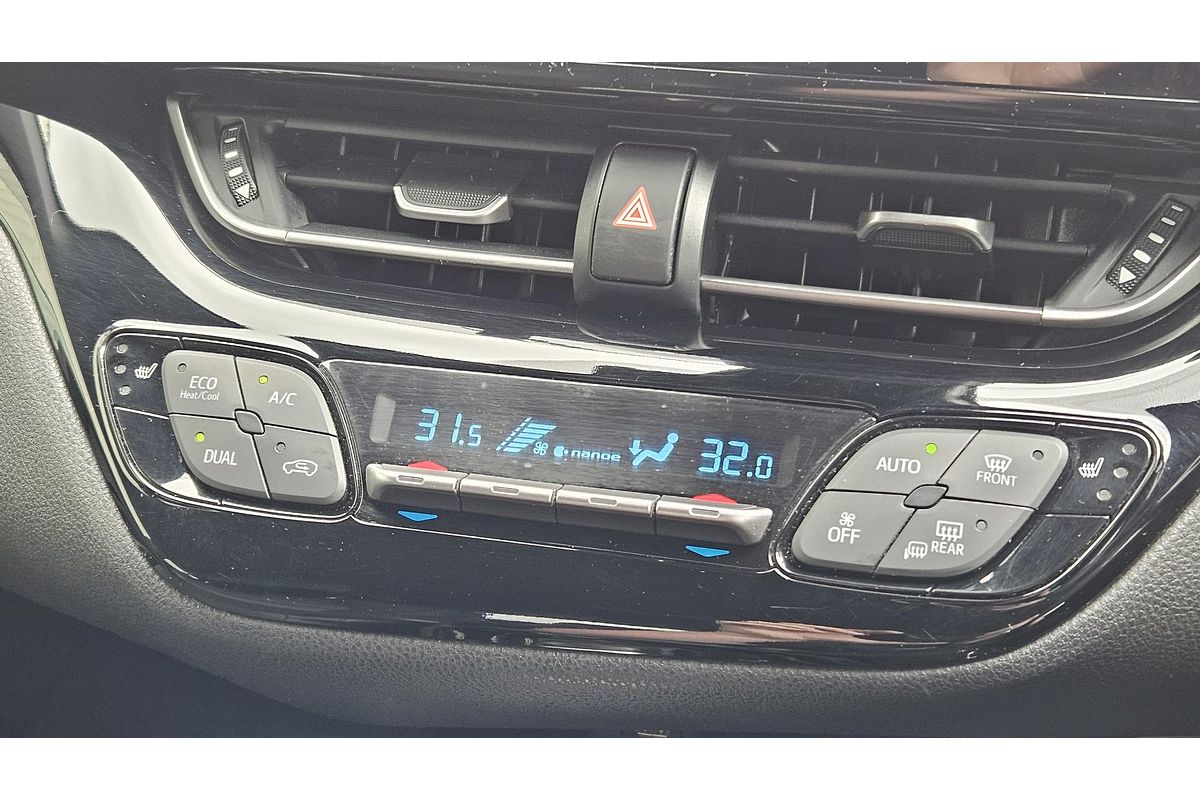 ECO
Heat/Cool
A/C
DUAL
31.5
nanoe
32.0
AUTO
FRONT
OFF
REAR